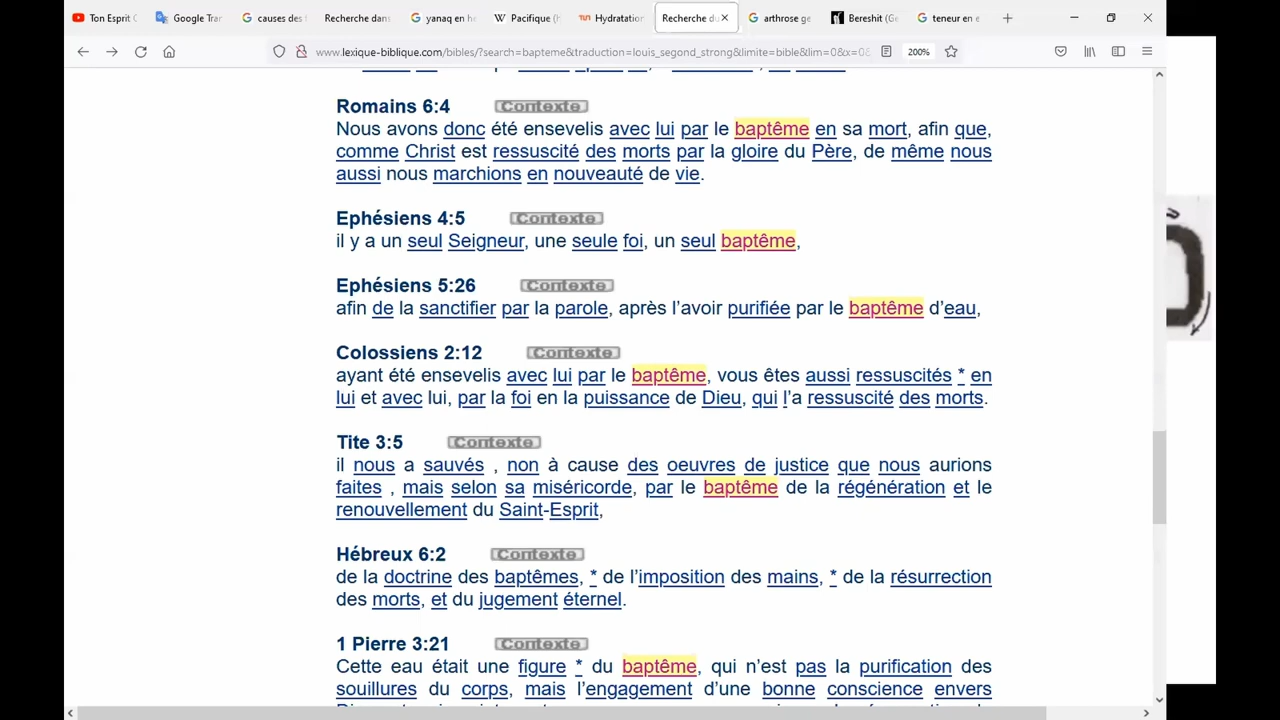 Ton Esprit C
Google Tra
causes des
Recherche dans
yanaq en h
Pacifique (
Hydratation
Recherche du
arthrose ge
Bereshit (Ge
teneur en e
www.lexique-biblique.com/bibles/?search=bapteme&traduction=louis_segond_strong&limite=bible&lim=0&x=0&
200%
Romains 6:4 Contexte
Nous avons donc été ensevelis avec lui par le baptême en sa mort, afin que,
comme Christ est ressuscité des morts par la gloire du Père, de même nous
aussi nous marchions en nouveauté de vie.
Ephésiens 4:5 Contexte
il y a un seul Seigneur, une seule foi, un seul baptême,
Ephésiens 5:26 Contexte
afin de la sanctifier par la parole, après l’avoir purifiée par le baptême d’eau,
Colossiens 2:12 Contexte
ayant été ensevelis avec lui par le baptême, vous êtes aussi ressuscités * en
lui et avec lui, par la foi en la puissance de Dieu, qui l’a ressuscité des morts.
Tite 3:5 Contexte
il nous a sauvés , non à cause des oeuvres de justice que nous aurions
faites , mais selon sa miséricorde, par le baptême de la régénération et le
renouvellement du Saint-Esprit,
Hébreux 6:2 Contexte
de la doctrine des baptêmes, * de l’imposition des mains, * de la résurrection
des morts, et du jugement éternel.
1 Pierre 3:21 Contexte
Cette eau était une figure * du baptême, qui n’est pas la purification des
souillures du corps, mais l’engagement d’une bonne conscience envers